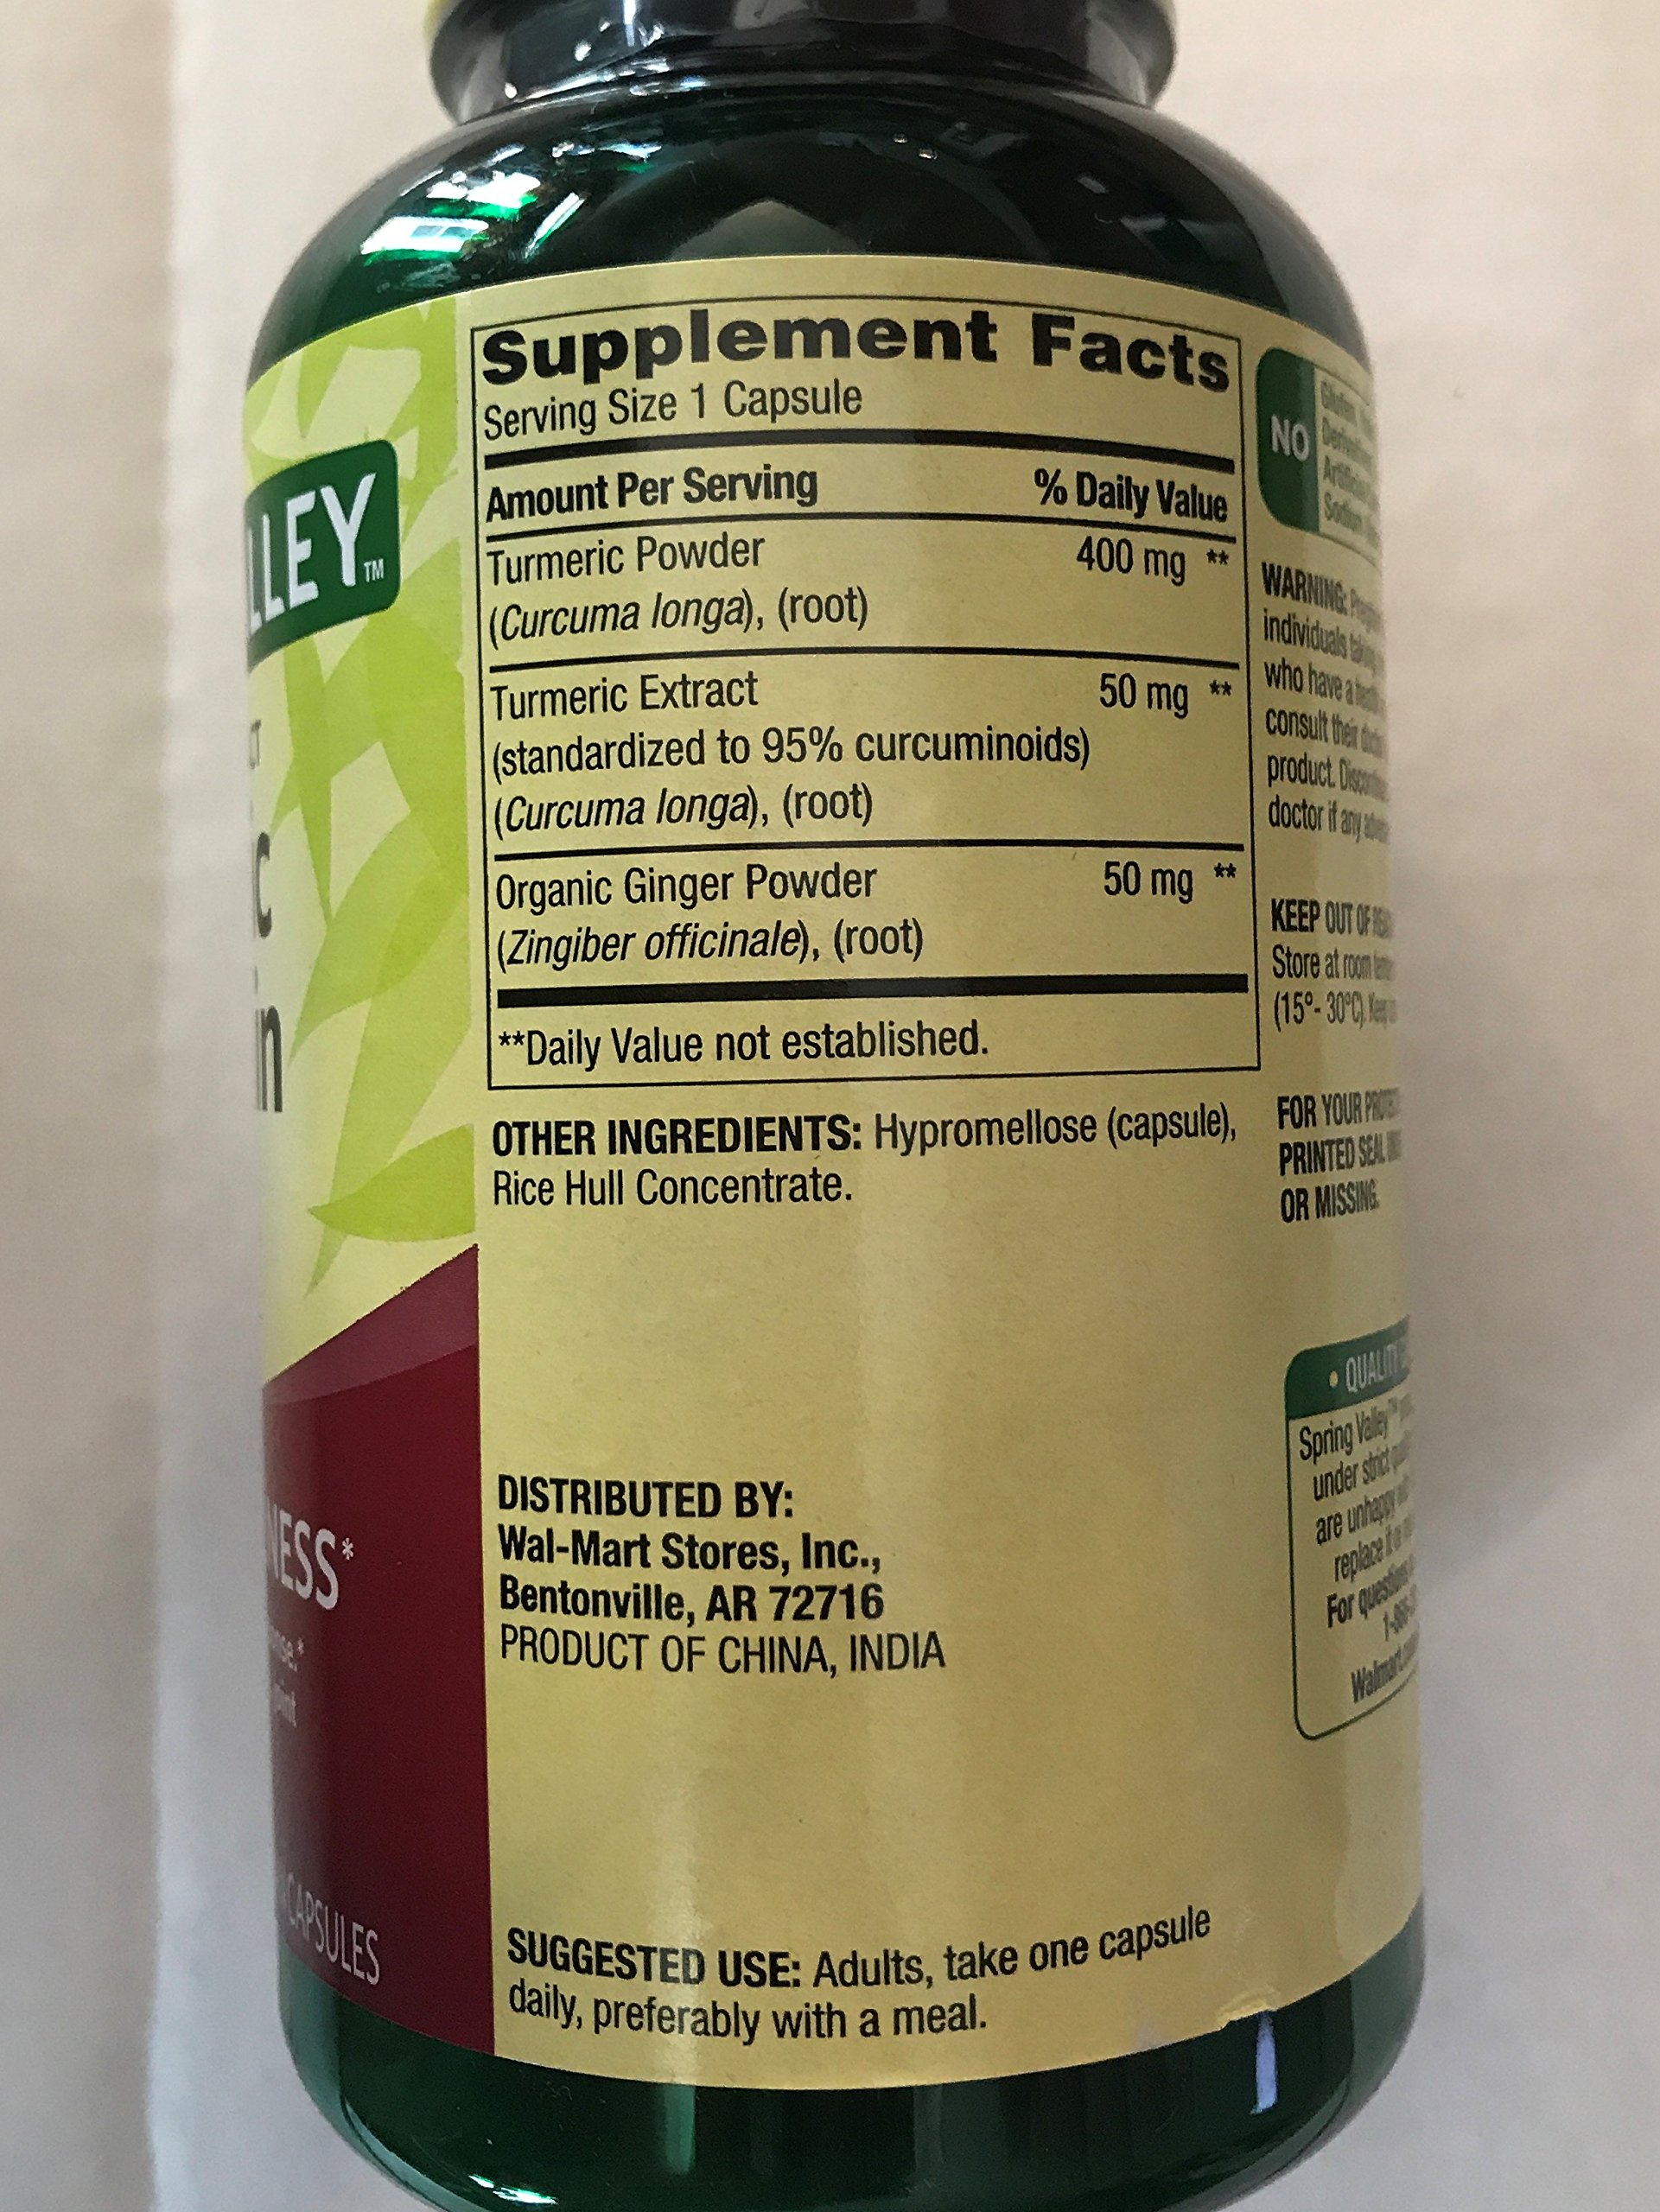 LLEY™
NESS*
CAPSULES
Supplement Facts
Serving Size 1 Capsule
Amount Per Serving % Daily Value
Turmeric Powder 400 mg **
(Curcuma longa), (root)
Turmeric Extract 50 mg **
(standardized to 95% curcuminoids)
(Curcuma longa), (root)
Organic Ginger Powder 50 mg **
(Zingiber officinale), (root)
**Daily Value not established.
OTHER INGREDIENTS: Hypromellose (capsule),
Rice Hull Concentrate.
DISTRIBUTED BY:
Wal-Mart Stores, Inc.,
Bentonville, AR 72716
PRODUCT OF CHINA, INDIA
SUGGESTED USE: Adults, take one capsule
daily, preferably with a meal.
NO
WARNING:
individuals
who have a
consult their
product.
doctor if any
KEEP OUT OF
Store at room
(15°- 30°C).
FOR YOUR
PRINTED SEAL
OR MISSING.
• QUALITY
Spring Valley™
under strict
are unhappy
replace it
For questions